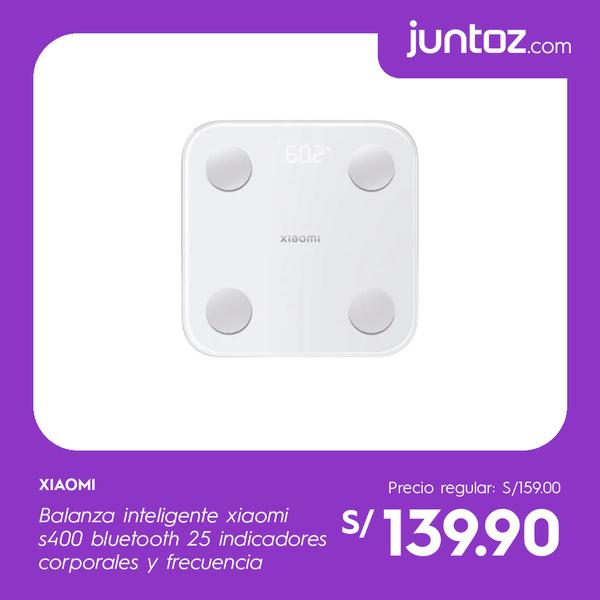 juntoz.com
60.2
xiaomi
XIAOMI
Balanza inteligente xiaomi
s400 bluetooth 25 indicadores
corporales y frecuencia
Precio regular: S/159.00
S/139.90